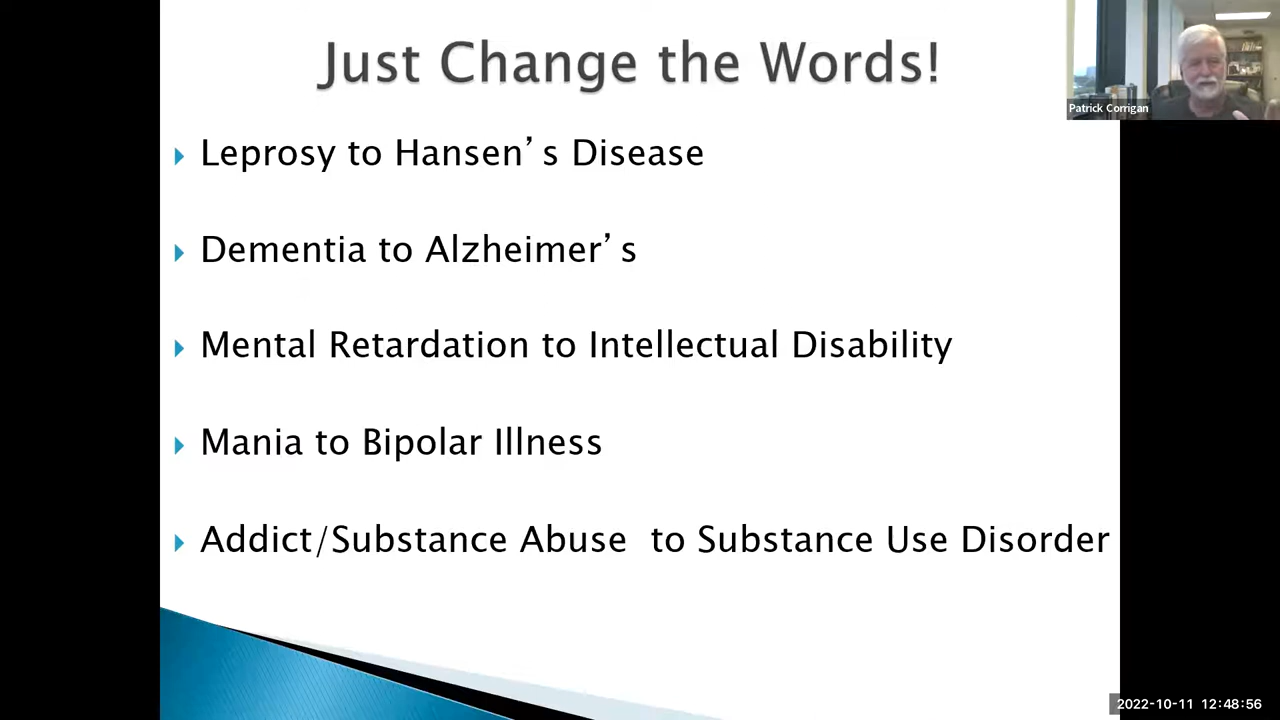 Just Change the Words!
Patrick Corrigan
Leprosy to Hansen’s Disease
Dementia to Alzheimer’s
Mental Retardation to Intellectual Disability
Mania to Bipolar Illness
Addict/Substance Abuse  to Substance Use Disorder
2022-10-11 12:48:56